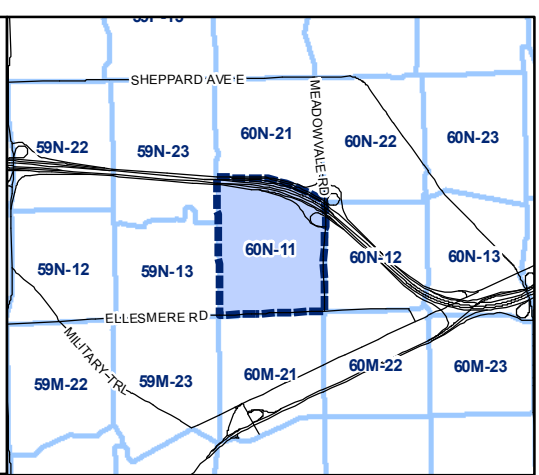 SHEPPARD AVE E
MEADOWVALE RD
59N-22
59N-23
60N-21
60N-22
60N-23
59N-12
59N-13
60N-11
60N-12
60N-13
ELLESMERE RD
MILITARY TRL
59M-22
59M-23
60M-21
60M-22
60M-23